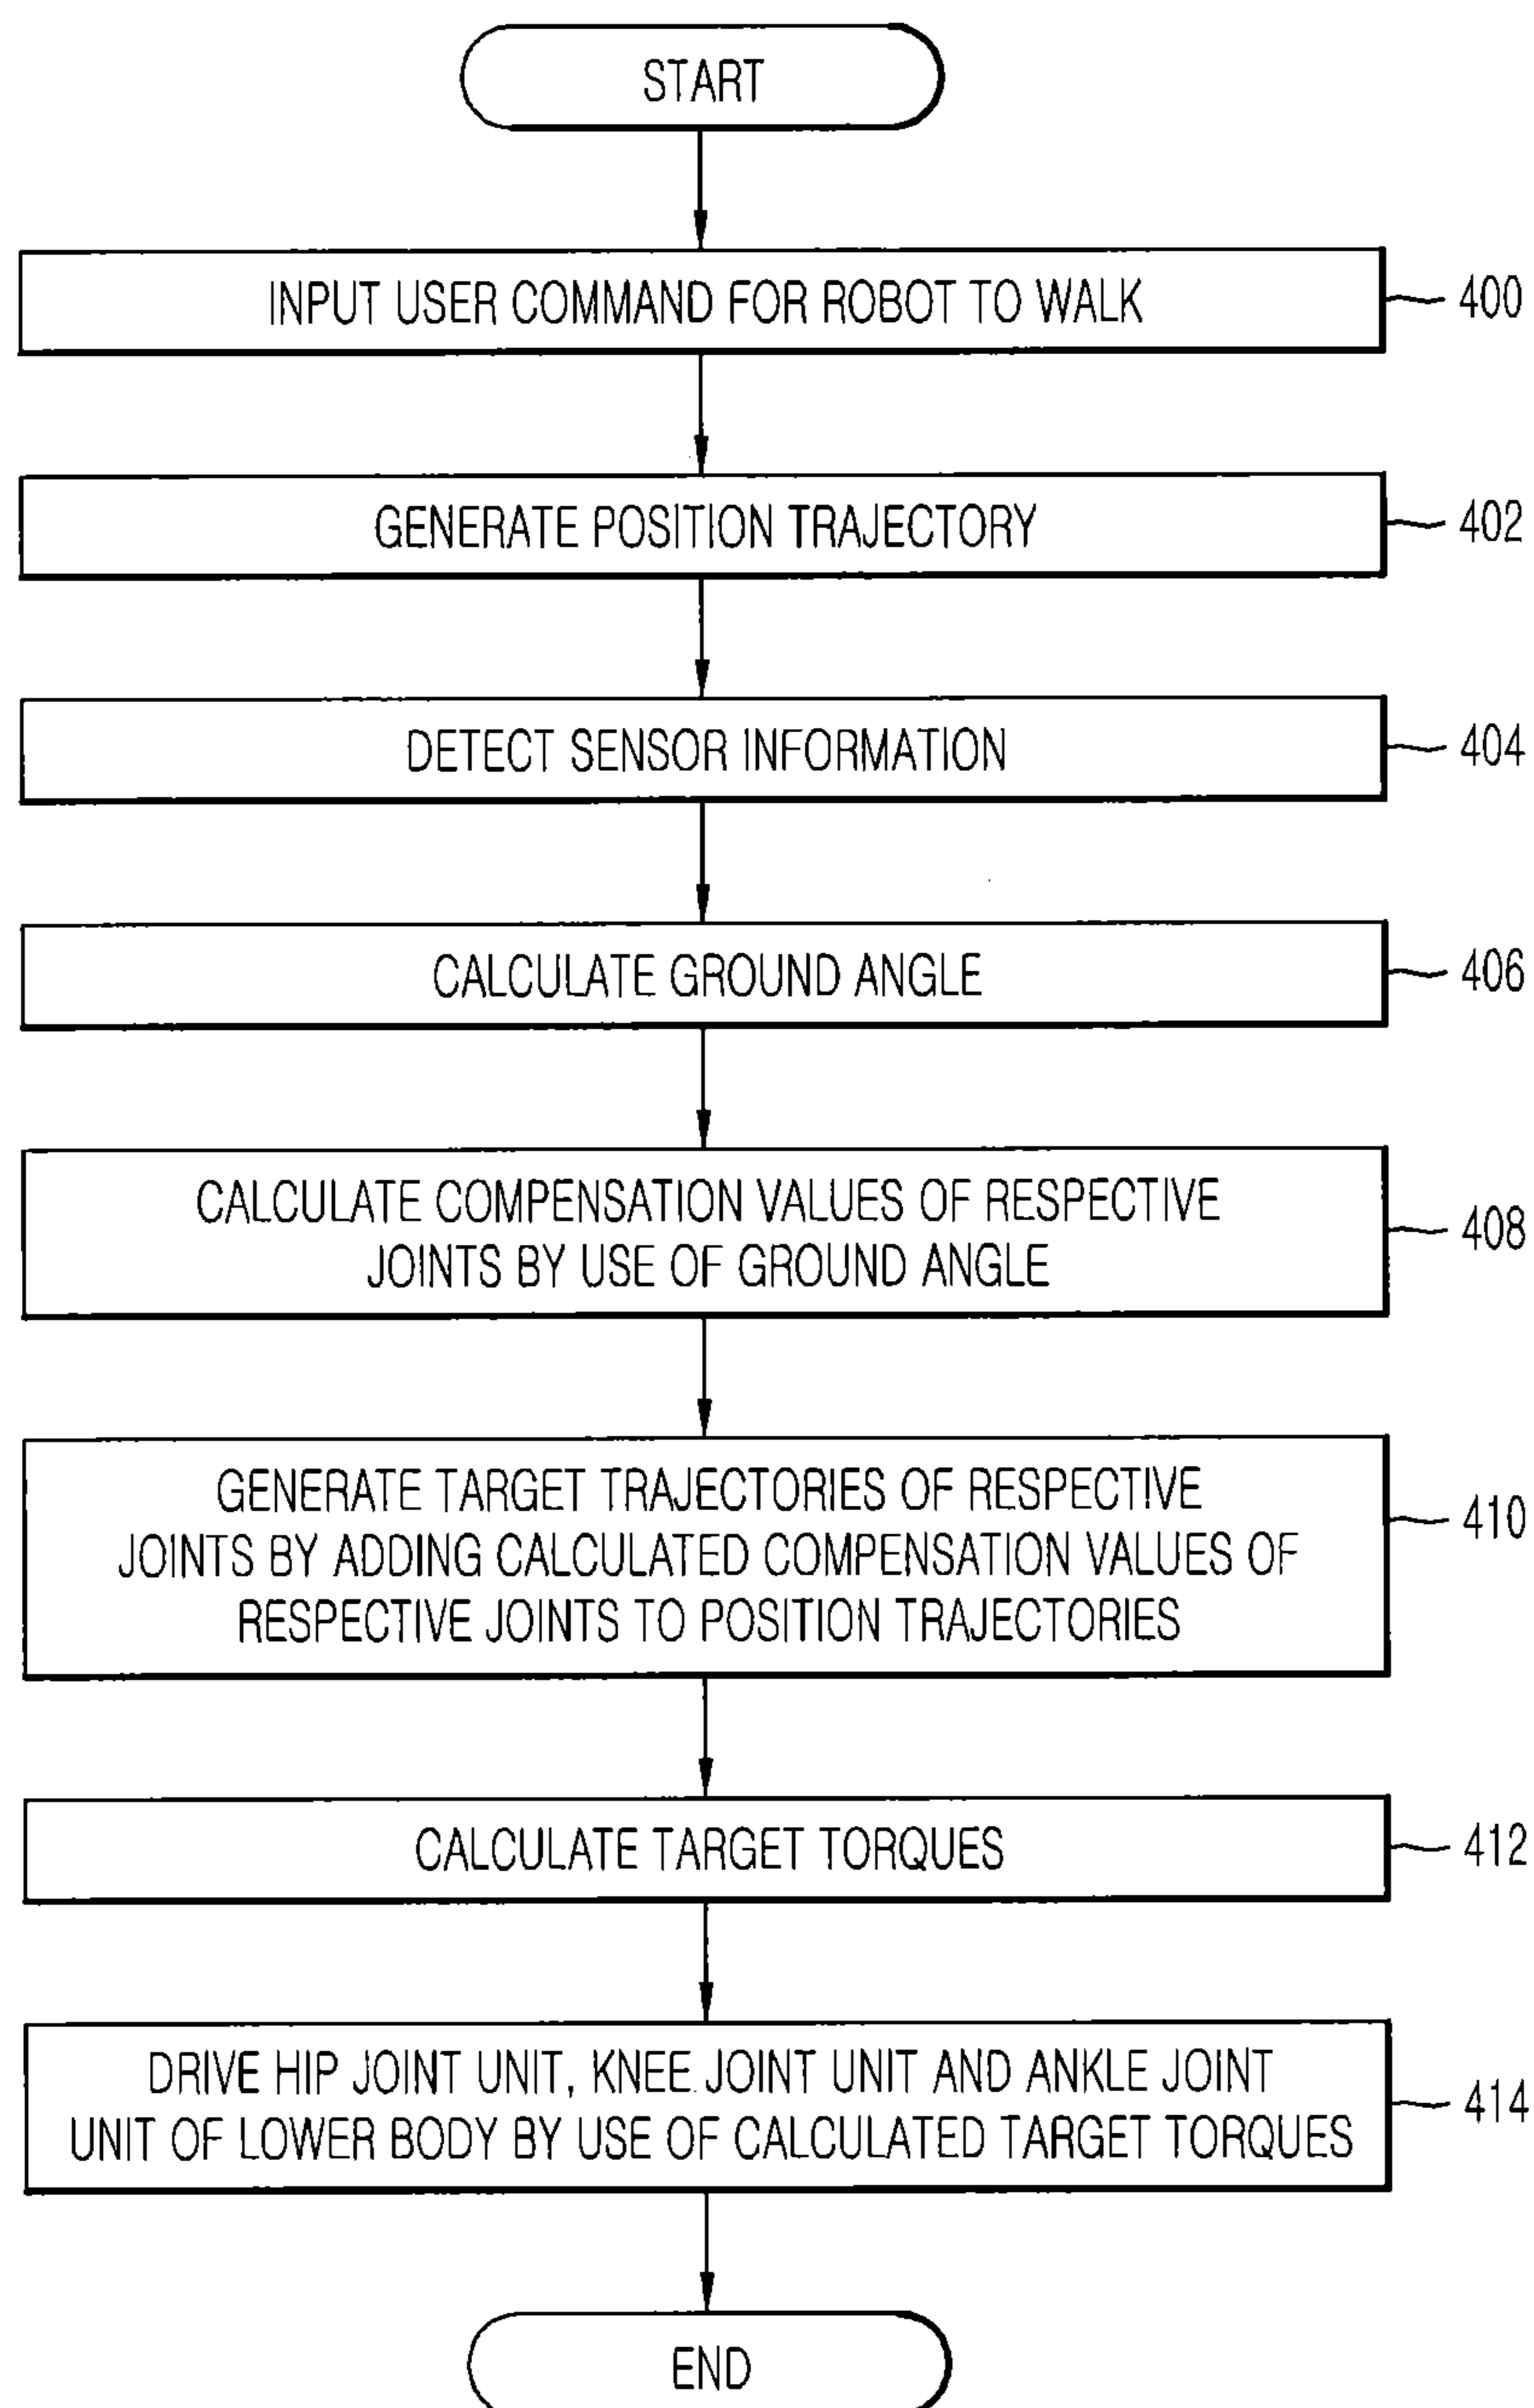 START
INPUT USER COMMAND FOR ROBOT TO WALK
400
GENERATE POSITION TRAJECTORY
402
DETECT SENSOR INFORMATION
404
CALCULATE GROUND ANGLE
406
CALCULATE COMPENSATION VALUES OF RESPECTIVE
JOINTS BY USE OF GROUND ANGLE
408
GENERATE TARGET TRAJECTORIES OF RESPECTIVE
JOINTS BY ADDING CALCULATED COMPENSATION VALUES OF
RESPECTIVE JOINTS TO POSITION TRAJECTORIES
410
CALCULATE TARGET TORQUES
412
DRIVE HIP JOINT UNIT, KNEE JOINT UNIT AND ANKLE JOINT
UNIT OF LOWER BODY BY USE OF CALCULATED TARGET TORQUES
414
END